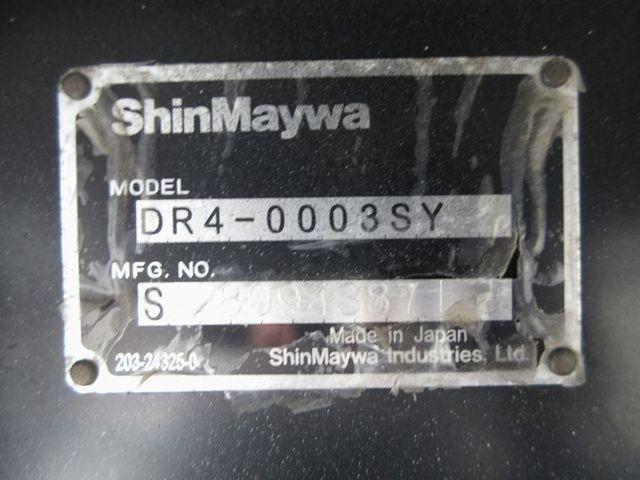 ShinMaywa
MODEL
DR4-0003SY
MFG. NO.
S
Made in Japan
203-24325-0 ShinMaywa Industries, Ltd.